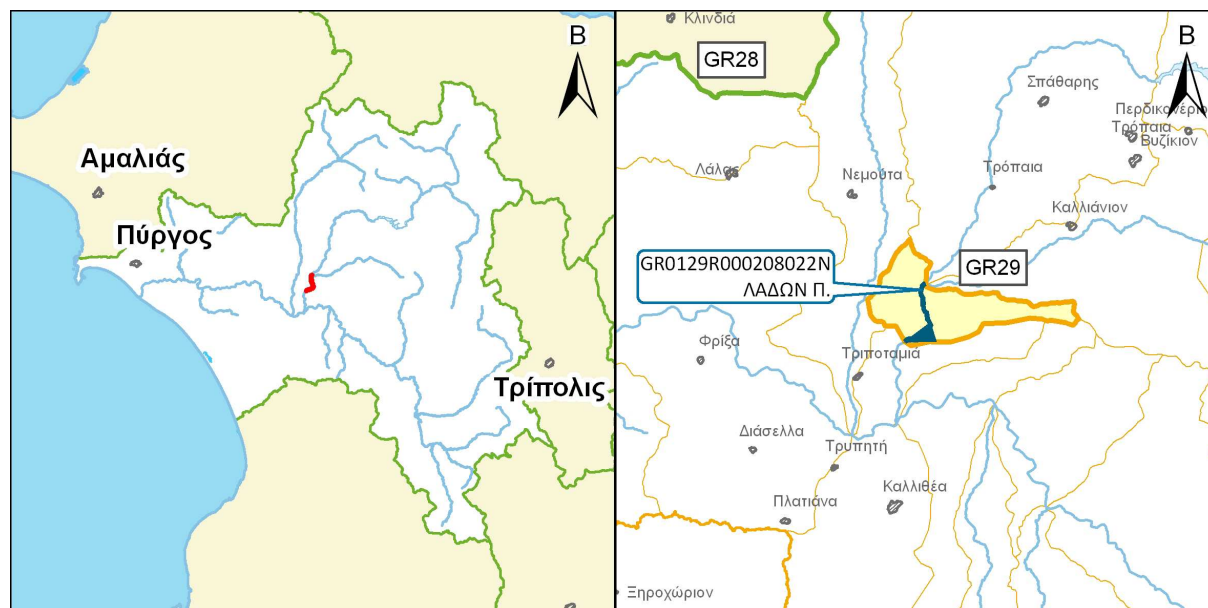 Β
Αμαλιάς
Πύργος
Τρίπολις
Κλινδιά
GR28
Β
Σπάθαρης
Περδικονέριο
Τρόπαια
Βυζίκιον
Λάλας
Νεμούτα
Τρόπαια
Καλλιάνιον
GR0129R000208022N
ΛΑΔΩΝ Π.
GR29
Φρίξα
Τριποταμιά
Διάσελλα
Τρυπητή
Καλλιθέα
Πλατιάνα
Ξηροχώριον